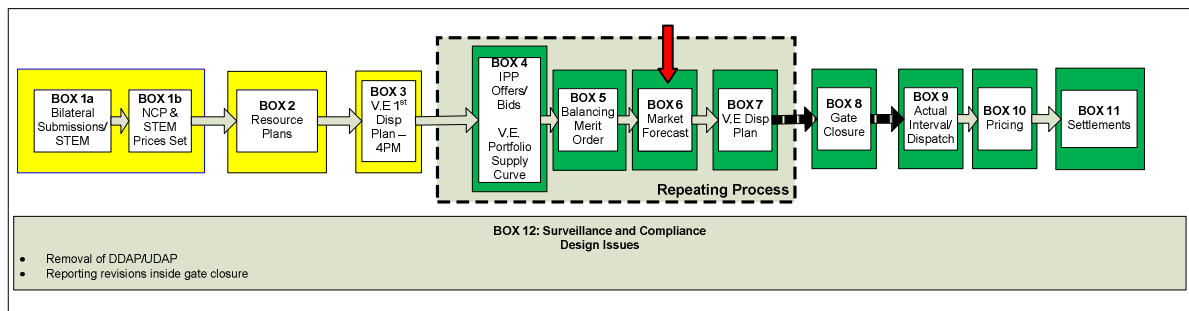 BOX 1a
Bilateral
Submissions/
STEM
BOX 1b
NCP &
STEM
Prices Set
BOX 2
Resource
Plans
BOX 3
V.E 1st
Disp
Plan –
4PM
BOX 4
IPP
Offers/
Bids
V.E.
Portfolio
Supply
Curve
BOX 5
Balancing
Merit
Order
BOX 6
Market
Forecast
BOX 7
V.E Disp
Plan
Repeating Process
BOX 8
Gate
Closure
BOX 9
Actual
Interval/
Dispatch
BOX 10
Pricing
BOX 11
Settlements
BOX 12: Surveillance and Compliance
Design Issues
• Removal of DDAP/UDAP
• Reporting revisions inside gate closure